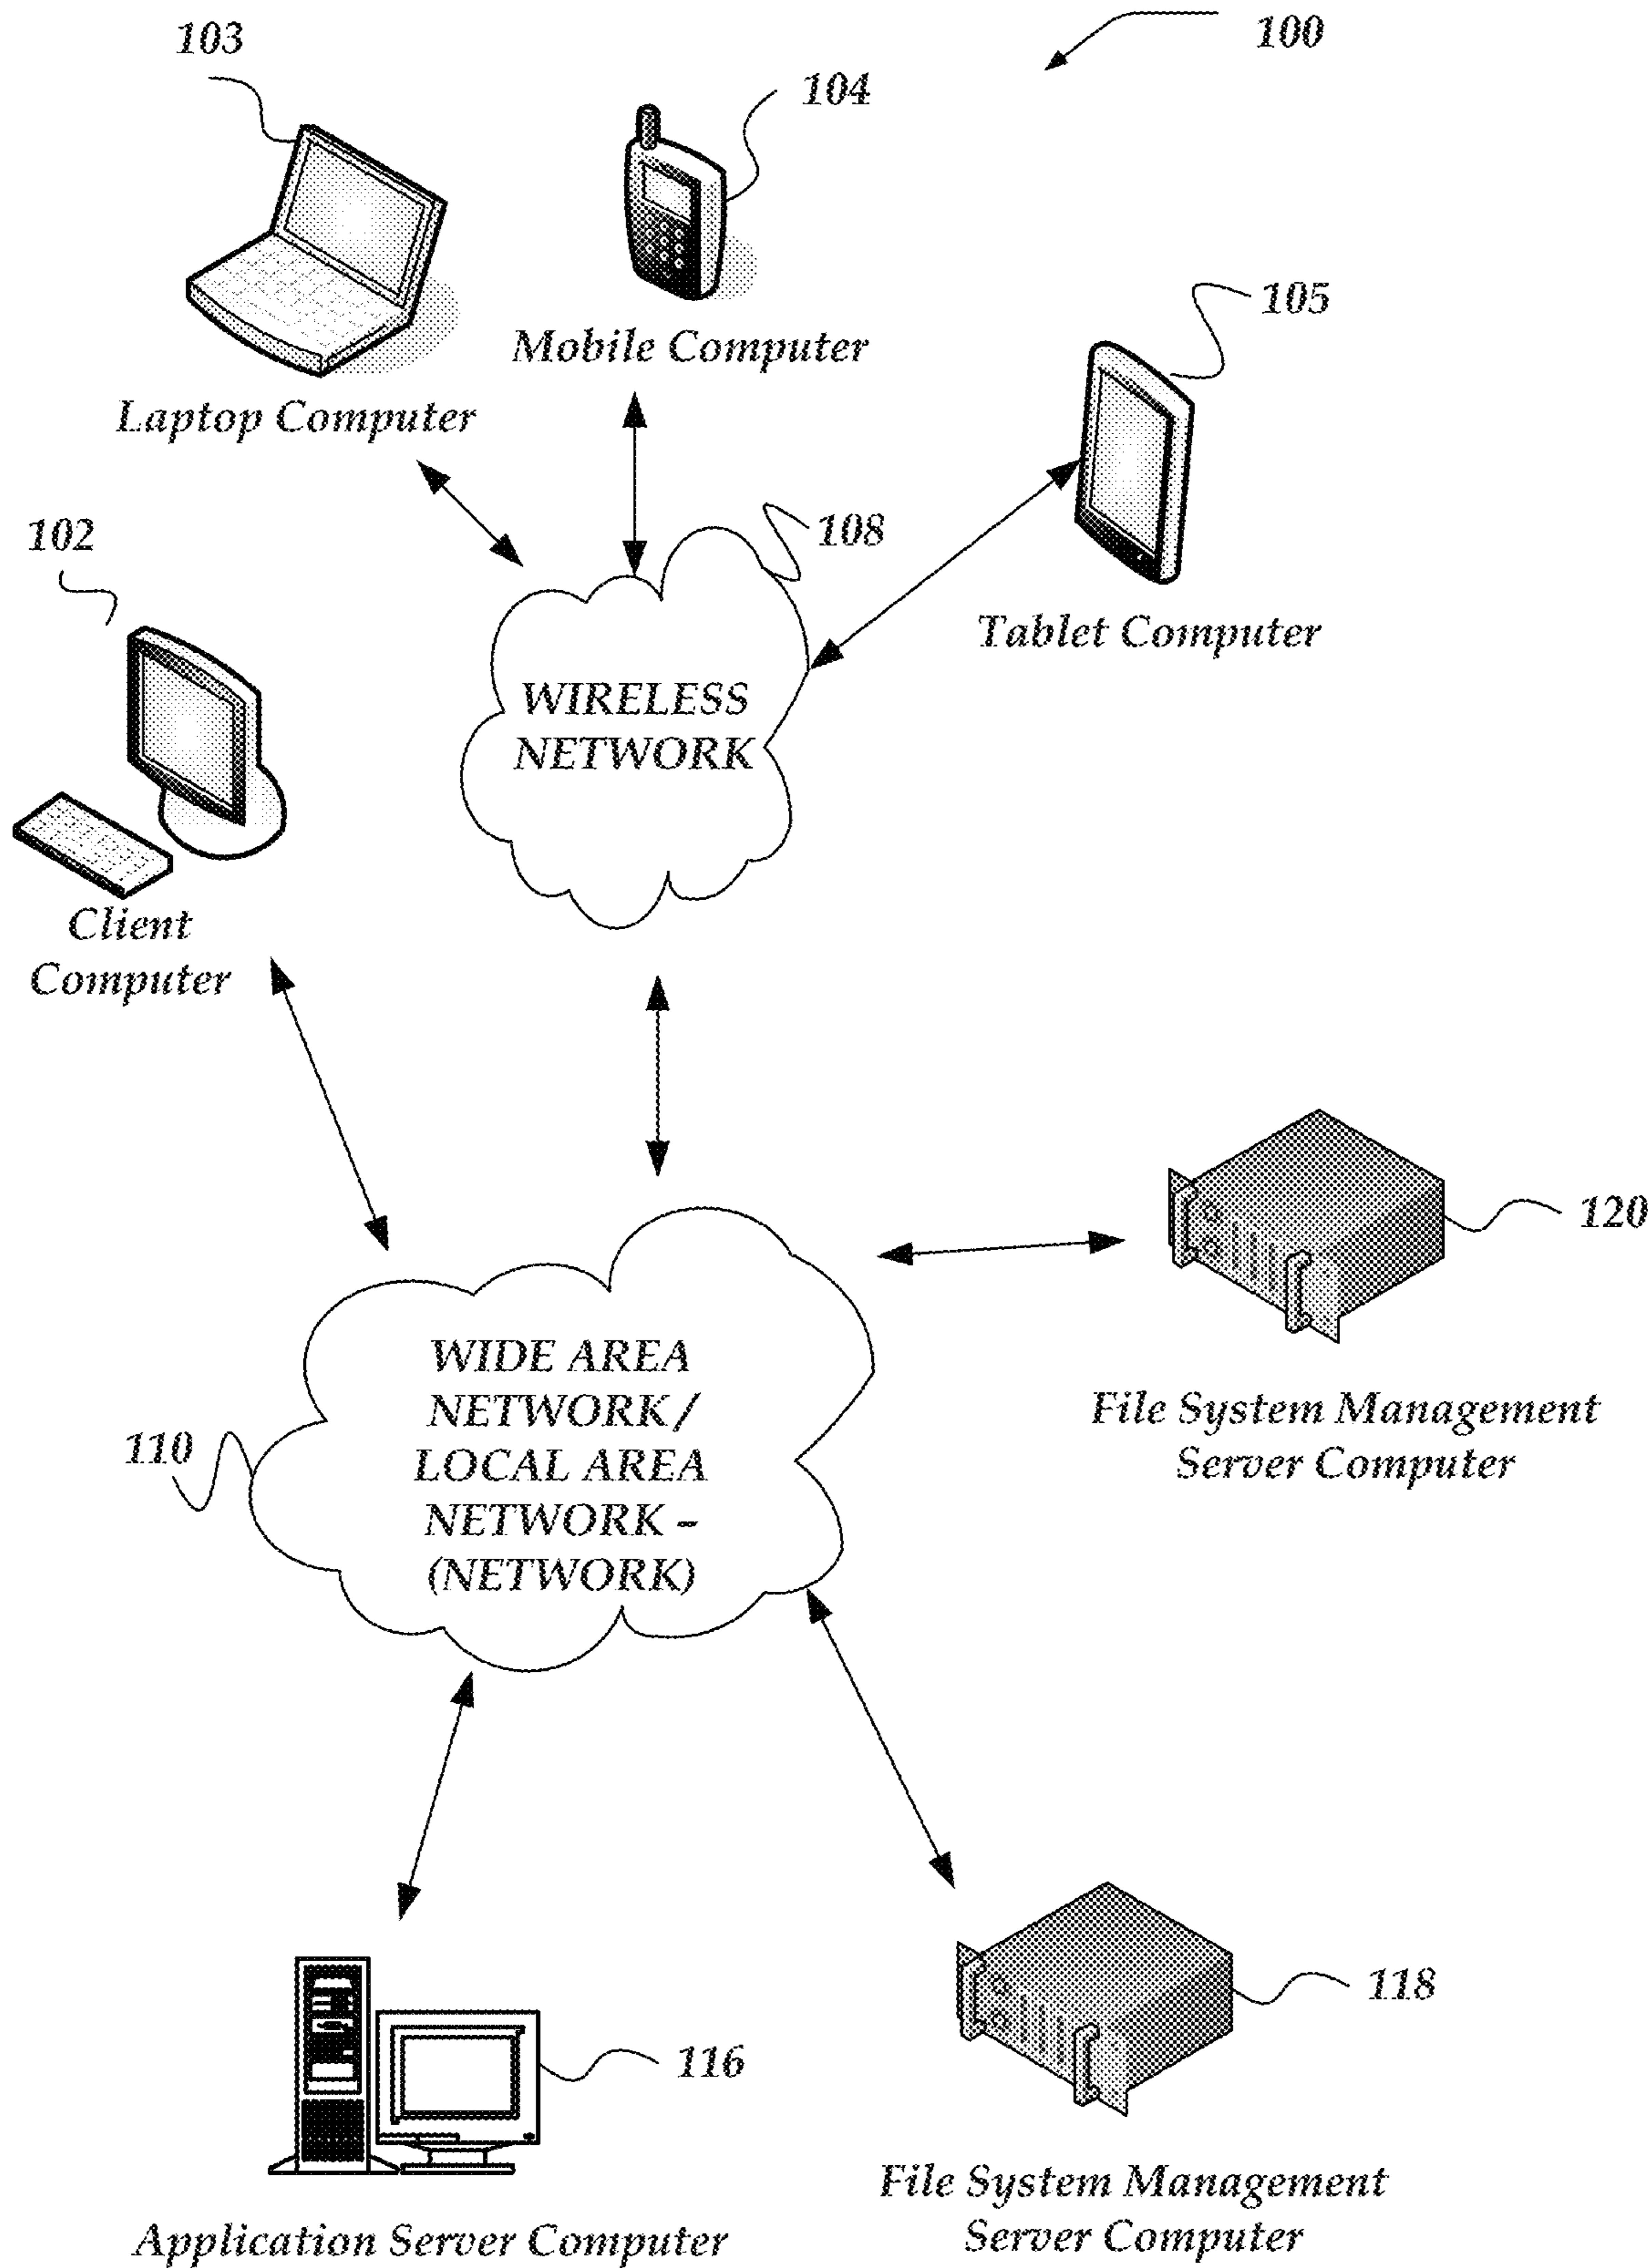 100
103
104
Mobile Computer
105
Laptop Computer
102
108
Tablet Computer
WIRELESS
NETWORK
Client
Computer
120
WIDE AREA
NETWORK /
LOCAL AREA
NETWORK –
(NETWORK)
110
File System Management
Server Computer
118
116
File System Management
Server Computer
Application Server Computer